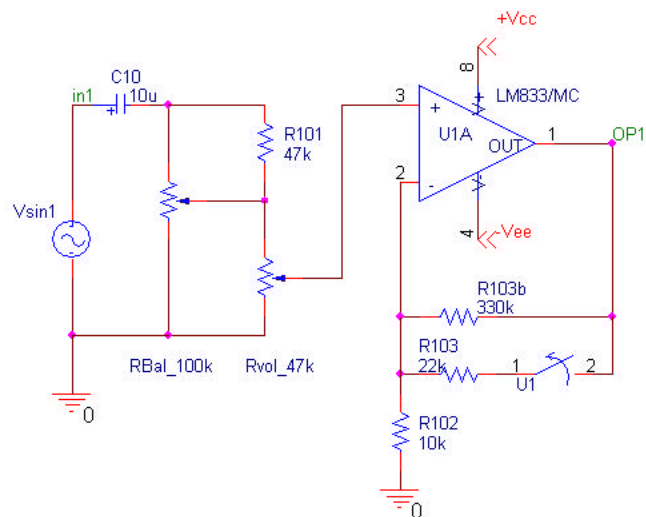 +Vcc
C10
in1
10u
8
LM833/MC
R101
47k
3
+
U1A
OUT
1
OP1
2
-
Vsin1
4
-Vee
R103b
330k
RBal_100k
Rvol_47k
R103
22k
1
2
U1
0
R102
10k
0